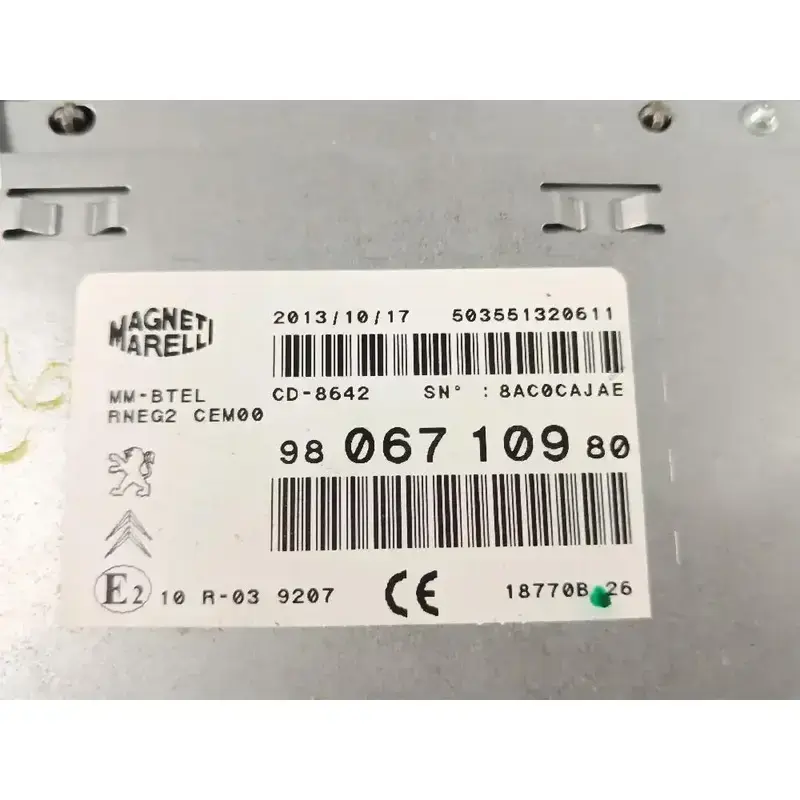 MAGNETI
MARELLI
2013/10/17 503551320611
MM-BTEL CD-8642 SN° : 8AC0CAJAE
RNEG2 CEM00
98 067 109 80
E2 10 R-03 9207 CE 18770B 26